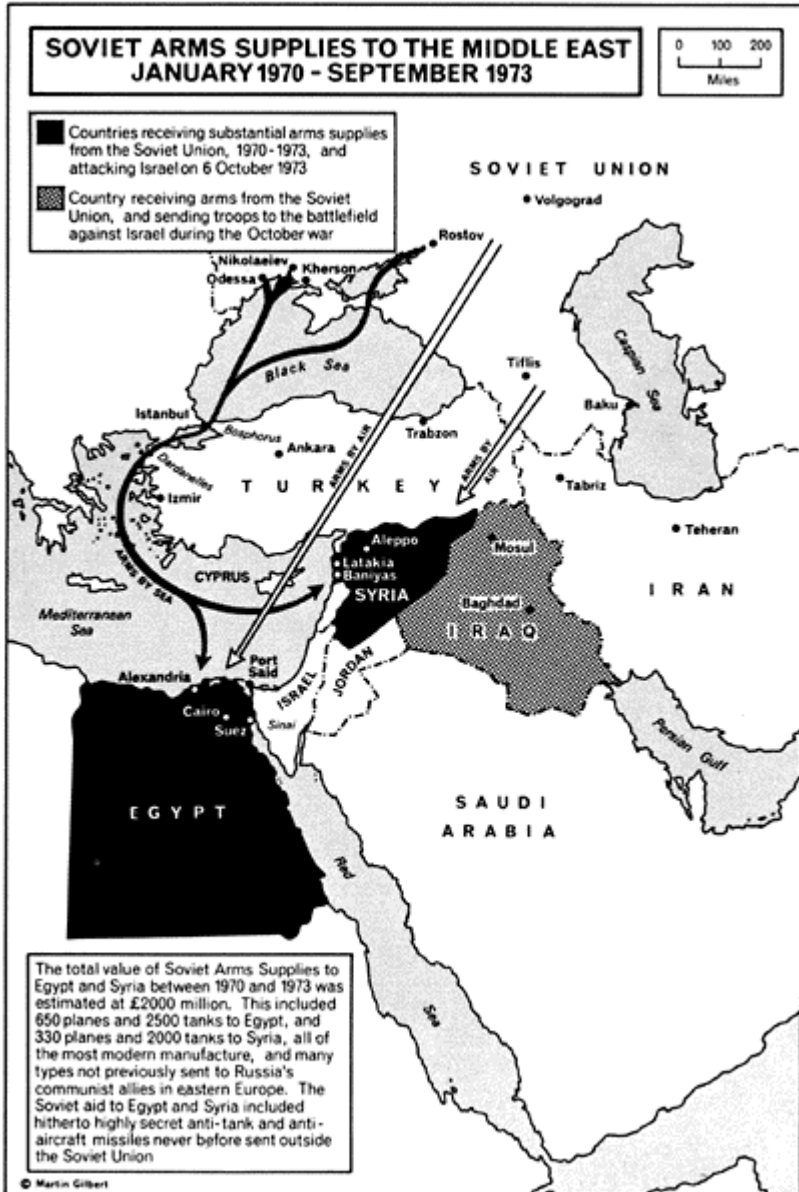 SOVIET ARMS SUPPLIES TO THE MIDDLE EAST
JANUARY 1970 - SEPTEMBER 1973
0 100 200
Miles
Countries receiving substantial arms supplies
from the Soviet Union, 1970-1973, and
attacking Israel on 6 October 1973
Country receiving arms from the Soviet
Union, and sending troops to the battlefield
against Israel during the October war
SOVIET UNION
Volgograd
Rostov
Nikolaeiev
Kherson
Odessa
Caspian Sea
Black Sea
Tiflis
Baku
Istanbul
Bosphorus
Trabzon
ARMS BY AIR
ARMS BY
AIR
Ankara
Dardanelles
TURKEY
Izmir
Tabriz
Teheran
Aleppo
Mosul
Latakia
Baniyas
CYPRUS
ARMS BY SEA
SYRIA
IRAN
Baghdad
IRAQ
Mediterranean
Sea
Port
Said
Alexandria
ISRAEL
JORDAN
Cairo
Suez
Sinai
Persian Gulf
EGYPT
SAUDI
ARABIA
Red
Sea
The total value of Soviet Arms Supplies to
Egypt and Syria between 1970 and 1973 was
estimated at £2000 million. This included
650 planes and 2500 tanks to Egypt, and
330 planes and 2000 tanks to Syria, all of
the most modern manufacture, and many
types not previously sent to Russia's
communist allies in eastern Europe. The
Soviet aid to Egypt and Syria included
hitherto highly secret anti-tank and anti-
aircraft missiles never before sent outside
the Soviet Union
© Martin Gilbert